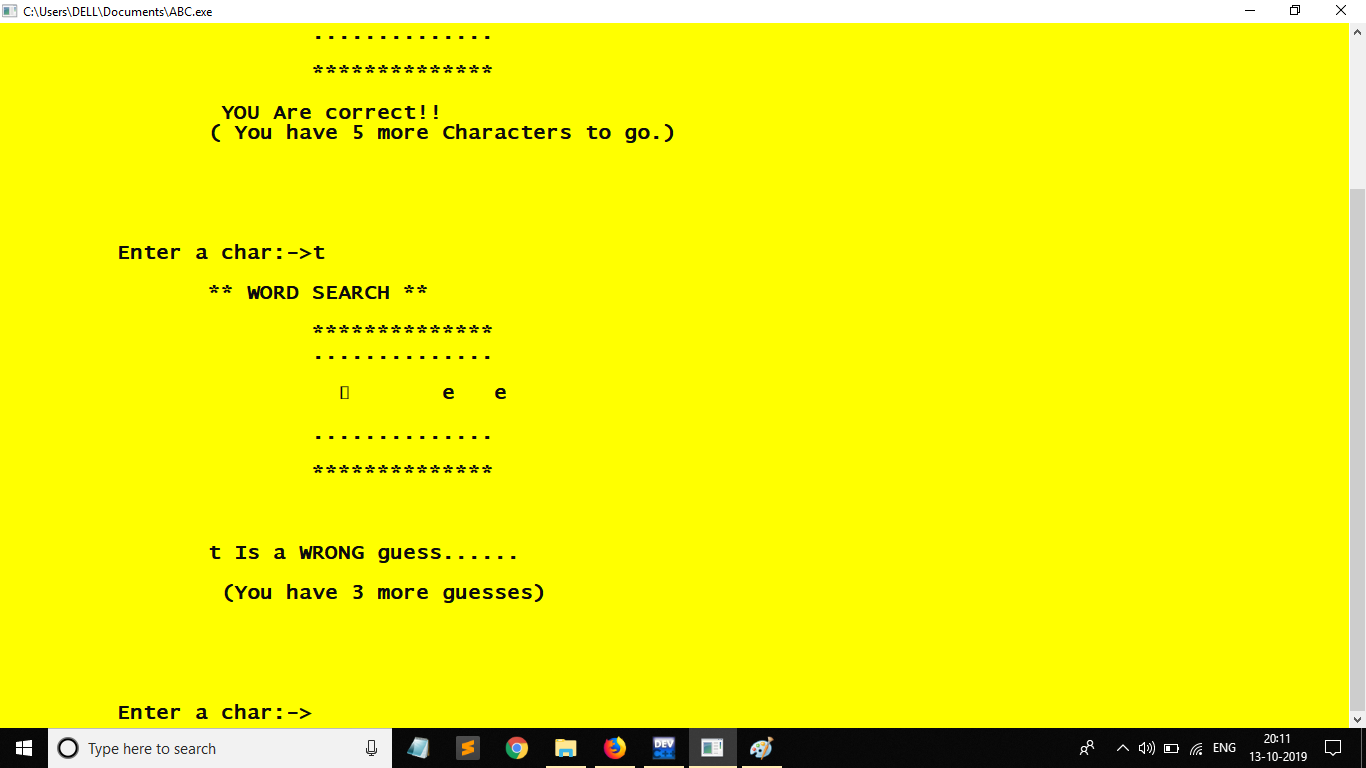 C:\Users\DELL\Documents\ABC.exe
..............
**************
YOU Are correct!!
( You have 5 more Characters to go.)
Enter a char:->t
** WORD SEARCH **
**************
..............
▯ e e
..............
**************
t Is a WRONG guess......
(You have 3 more guesses)
Enter a char:->
Type here to search
DEV
ENG
20:11
13-10-2019